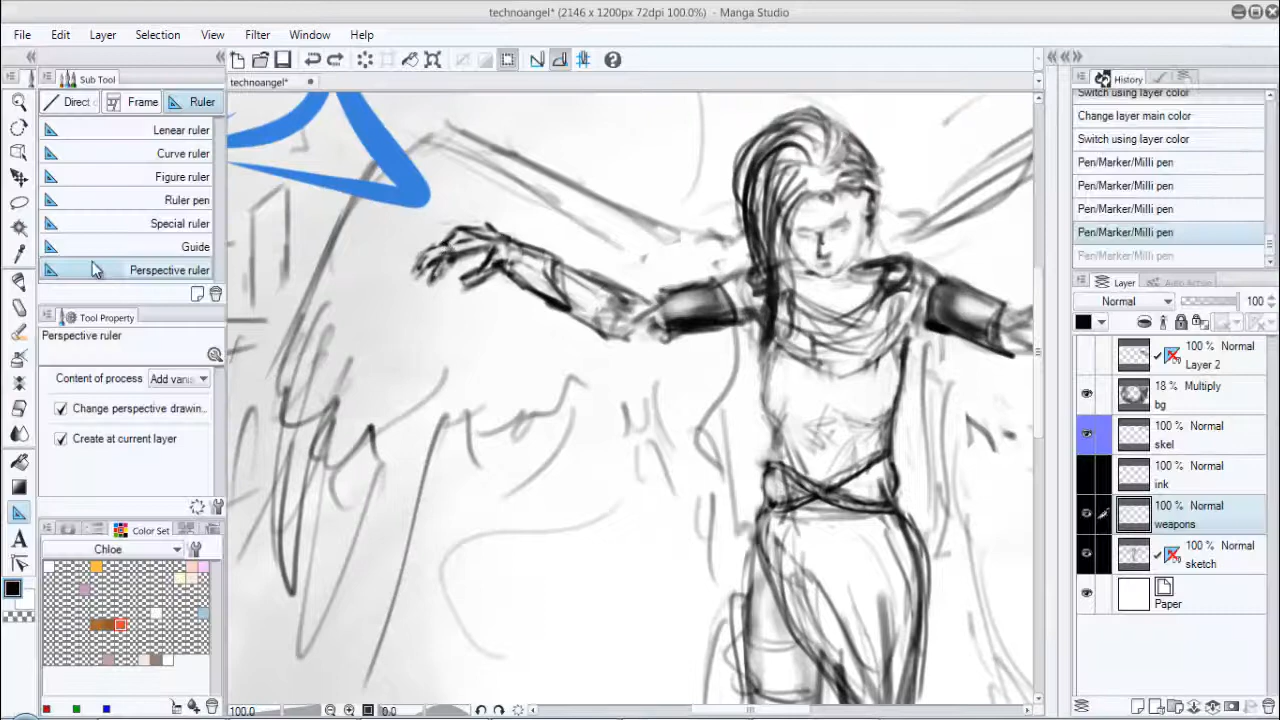 technoangel* (2146 x 1200px 72dpi 100.0%)  - Manga Studio
File Edit Layer Selection View Filter Window Help
Sub Tool
technoangel*
History
Direct Frame Ruler
Lenear ruler
Curve ruler
Figure ruler
Ruler pen
Special ruler
Guide
Perspective ruler
Tool Property
Perspective ruler
Content of process Add varia
Change perspective drawin...
Create at current layer
Color Set
Chloe
100.0 0.0
Switch using layer color
Change layer main color
Switch using layer color
Pen/Marker/Milli pen
Pen/Marker/Milli pen
Pen/Marker/Milli pen
Pen/Marker/Milli pen
Pen/Marker/Milli pen
Layer Auto Action
Normal 100
100 % Normal
Layer 2
18 % Multiply
bg
100 % Normal
skel
100 % Normal
ink
100 % Normal
weapons
100 % Normal
sketch
Paper